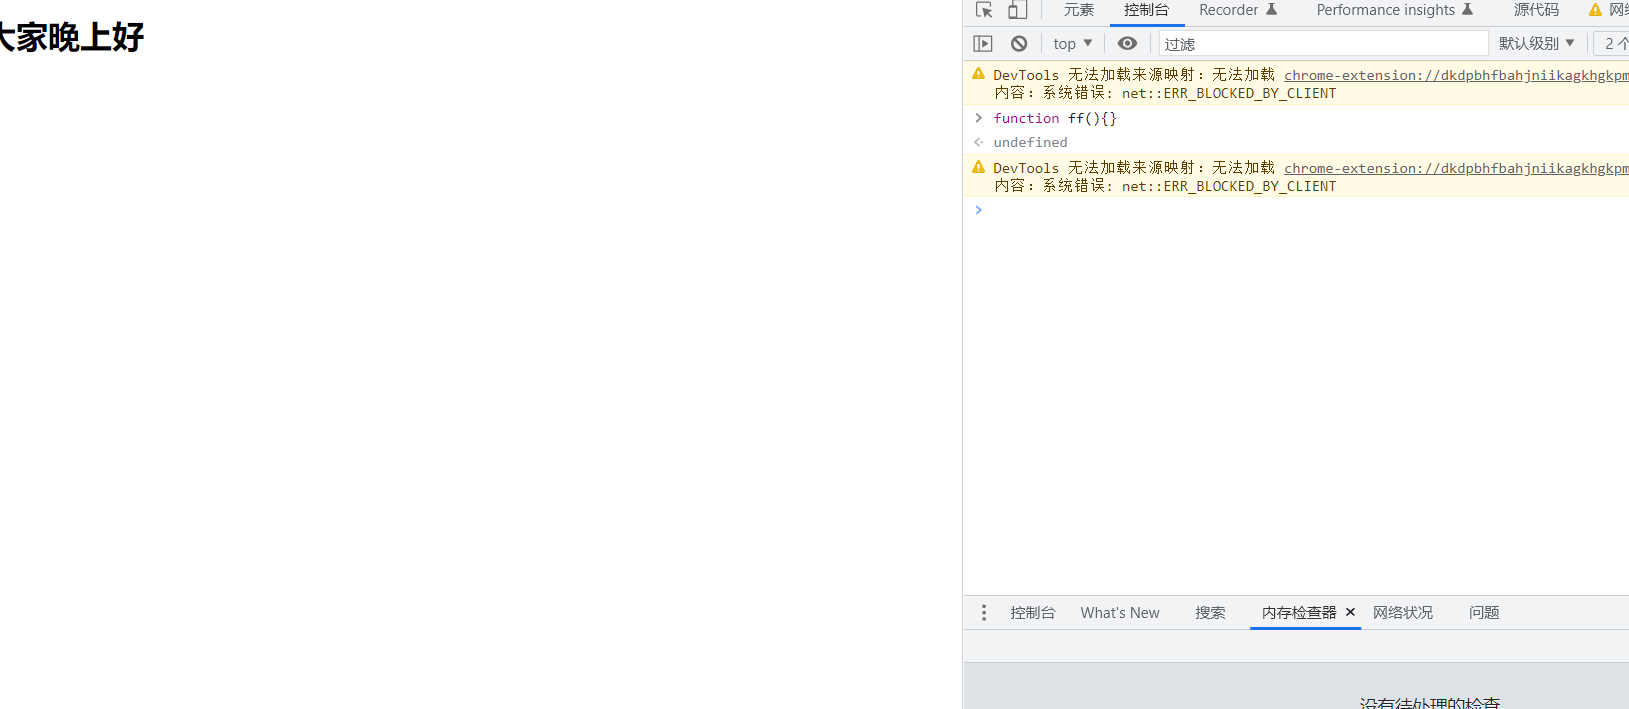 大家晚上好
元素 控制台 Recorder Performance insights 源代码
top 过滤 默认级别 2 个
DevTools 无法加载来源映射：无法加载 chrome-extension://dkdpbhfbahjniikagkhgkpm
内容：系统错误: net::ERR_BLOCKED_BY_CLIENT
> function ff(){}
undefined
DevTools 无法加载来源映射：无法加载 chrome-extension://dkdpbhfbahjniikagkhgkpm
内容：系统错误: net::ERR_BLOCKED_BY_CLIENT
>
控制台 What's New 搜索 内存检查器 × 网络状况 问题
没有待处理的检查